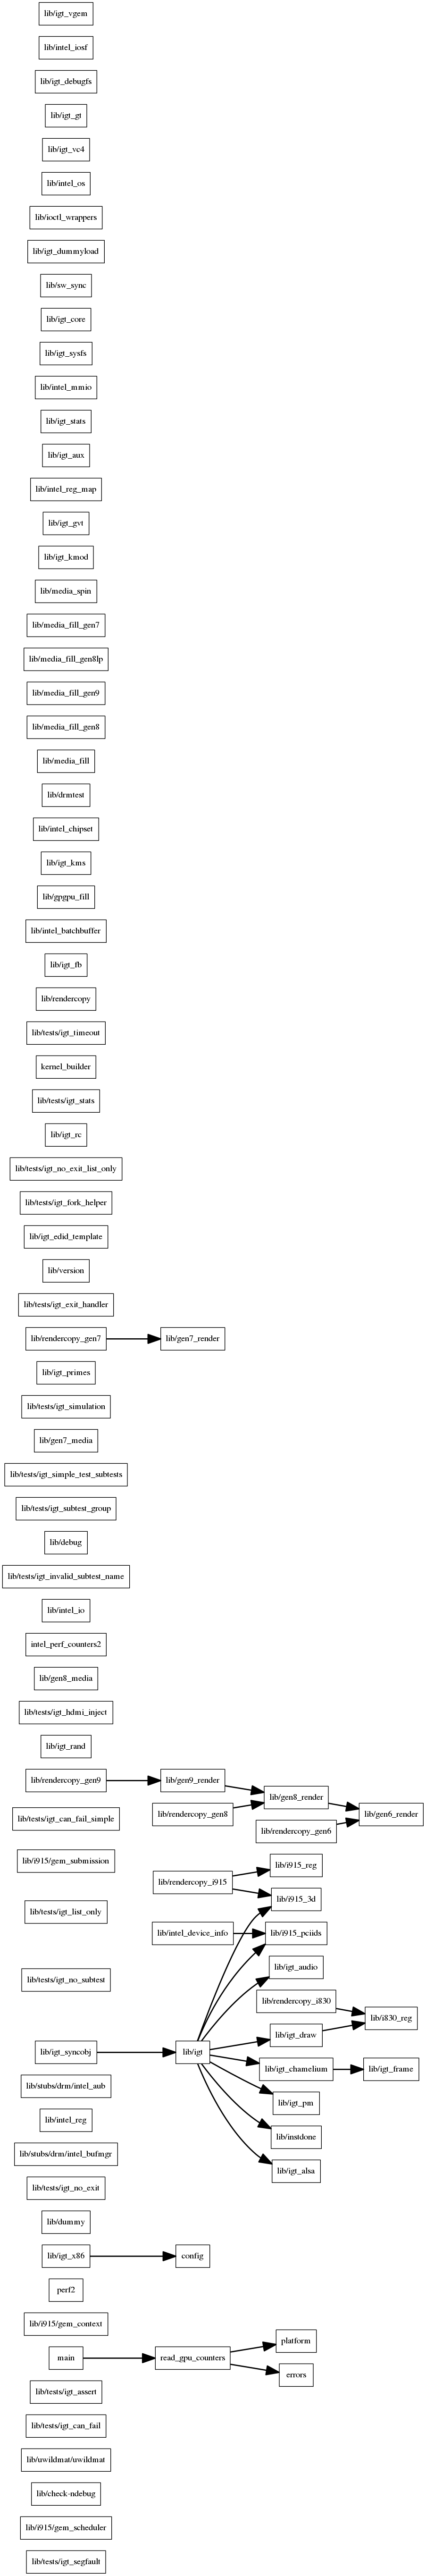 lib/igt_vgem
lib/intel_iosf
lib/igt_debugfs
lib/igt_gt
lib/igt_vc4
lib/intel_os
lib/ioctl_wrappers
lib/igt_dummyload
lib/sw_sync
lib/igt_core
lib/igt_sysfs
lib/intel_mmio
lib/igt_stats
lib/igt_aux
lib/intel_reg_map
lib/igt_gvt
lib/igt_kmod
lib/media_spin
lib/media_fill_gen7
lib/media_fill_gen8lp
lib/media_fill_gen9
lib/media_fill_gen8
lib/media_fill
lib/drmtest
lib/intel_chipset
lib/igt_kms
lib/gpgpu_fill
lib/intel_batchbuffer
lib/igt_fb
lib/rendercopy
lib/tests/igt_timeout
kernel_builder
lib/tests/igt_stats
lib/igt_rc
lib/tests/igt_no_exit_list_only
lib/tests/igt_fork_helper
lib/igt_edid_template
lib/version
lib/tests/igt_exit_handler
lib/rendercopy_gen7
lib/gen7_render
lib/igt_primes
lib/tests/igt_simulation
lib/gen7_media
lib/tests/igt_simple_test_subtests
lib/tests/igt_subtest_group
lib/debug
lib/tests/igt_invalid_subtest_name
lib/intel_io
intel_perf_counters2
lib/gen8_media
lib/tests/igt_hdmi_inject
lib/igt_rand
lib/rendercopy_gen9
lib/gen9_render
lib/gen8_render
lib/rendercopy_gen8
lib/gen6_render
lib/tests/igt_can_fail_simple
lib/rendercopy_gen6
lib/i915/gem_submission
lib/i915_reg
lib/rendercopy_i915
lib/i915_3d
lib/tests/igt_list_only
lib/intel_device_info
lib/i915_pciids
lib/igt_audio
lib/tests/igt_no_subtest
lib/rendercopy_i830
lib/i830_reg
lib/igt_draw
lib/igt_syncobj
lib/igt
lib/igt_chamelium
lib/igt_frame
lib/stubs/drm/intel_aub
lib/igt_pm
lib/intel_reg
lib/instdone
lib/stubs/drm/intel_bufmgr
lib/igt_alsa
lib/tests/igt_no_exit
lib/dummy
lib/igt_x86
config
perf2
lib/i915/gem_context
platform
main
read_gpu_counters
errors
lib/tests/igt_assert
lib/tests/igt_can_fail
lib/uwildmat/uwildmat
lib/check-ndebug
lib/i915/gem_scheduler
lib/tests/igt_segfault